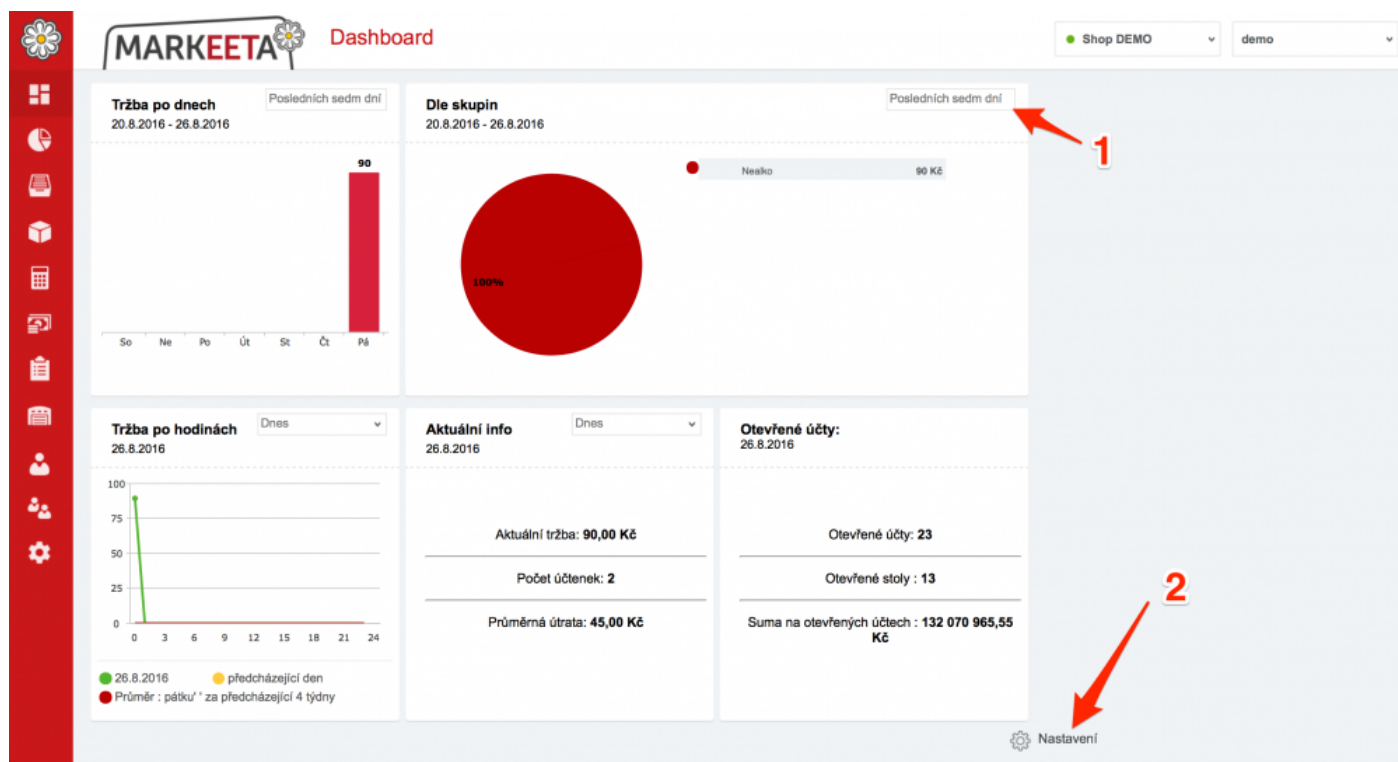 MARKEETA
Dashboard
Shop DEMO
demo
Tržba po dnech
Posledních sedm dní
20.8.2016 - 26.8.2016
90
So Ne Po Út St Čt Pá
Dle skupin
Posledních sedm dní
20.8.2016 - 26.8.2016
1
Nealko 90 Kč
100%
Tržba po hodinách
Dnes
26.8.2016
100
75
50
25
0
0 3 6 9 12 15 18 21 24
26.8.2016 předcházející den
Průměr : pátku' ' za předcházející 4 týdny
Aktuální info
Dnes
26.8.2016
Aktuální tržba: 90,00 Kč
Počet účtenek: 2
Průměrná útrata: 45,00 Kč
Otevřené účty:
26.8.2016
Otevřené účty: 23
Otevřené stoly : 13
Suma na otevřených účtech : 132 070 965,55
Kč
2
Nastavení